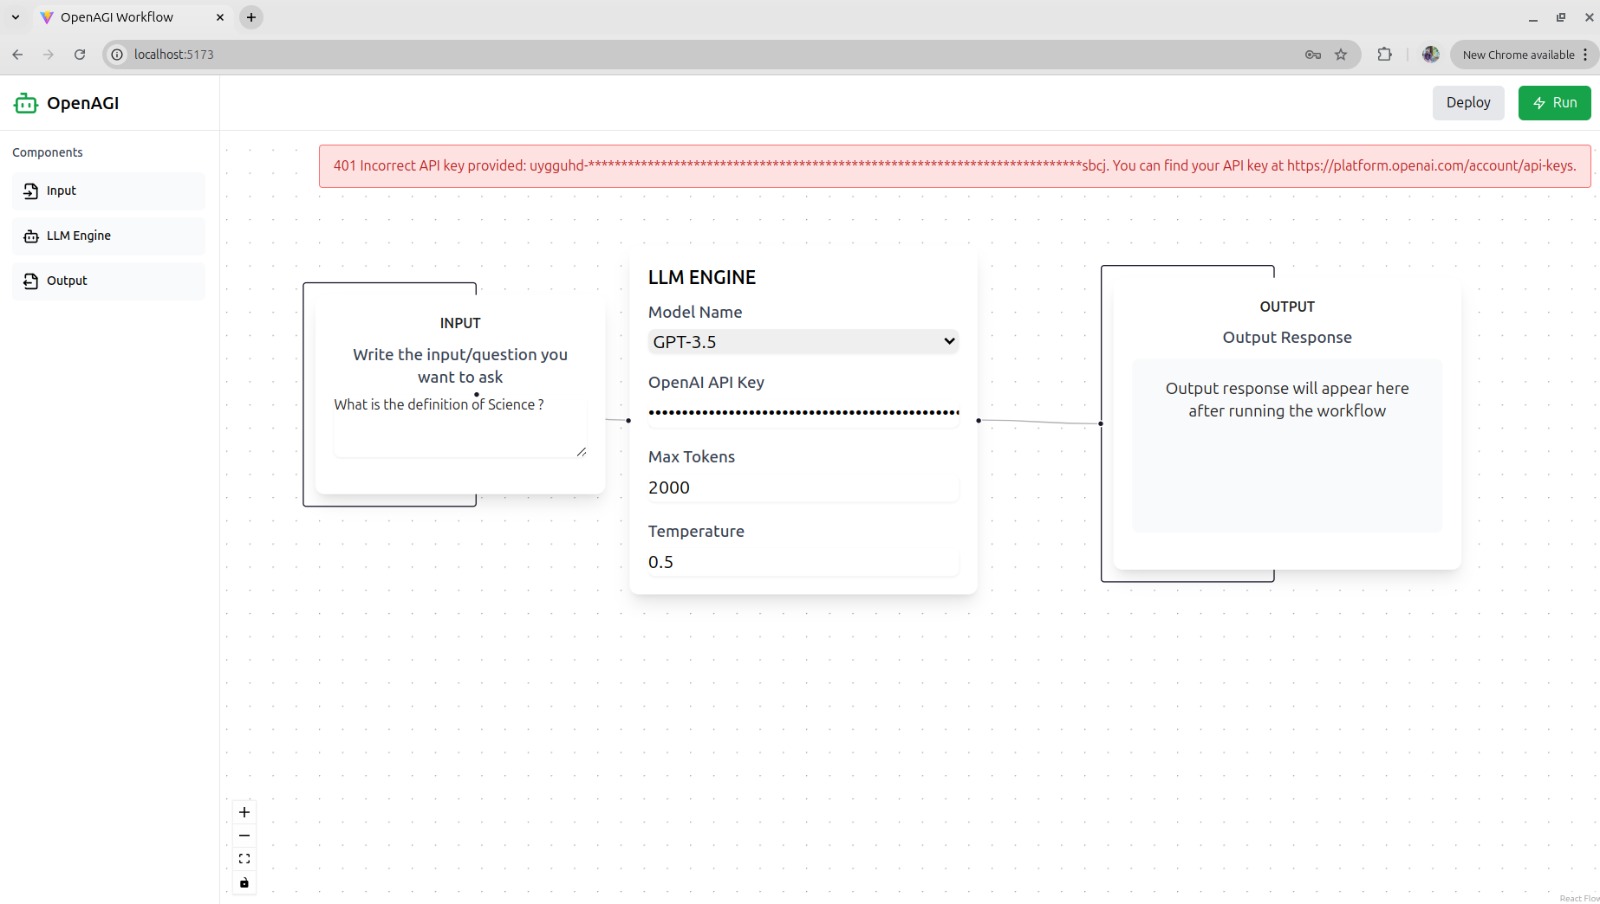 OpenAGI Workflow
localhost:5173
New Chrome available
OpenAGI
Deploy
Run
Components
Input
LLM Engine
Output
401 Incorrect API key provided: uygguhd-***************************************************************************sbcj. You can find your API key at https://platform.openai.com/account/api-keys.
INPUT
Write the input/question you
want to ask
What is the definition of Science ?
LLM ENGINE
Model Name
GPT-3.5
OpenAI API Key
Max Tokens
2000
Temperature
0.5
OUTPUT
Output Response
Output response will appear here
after running the workflow
React Flow